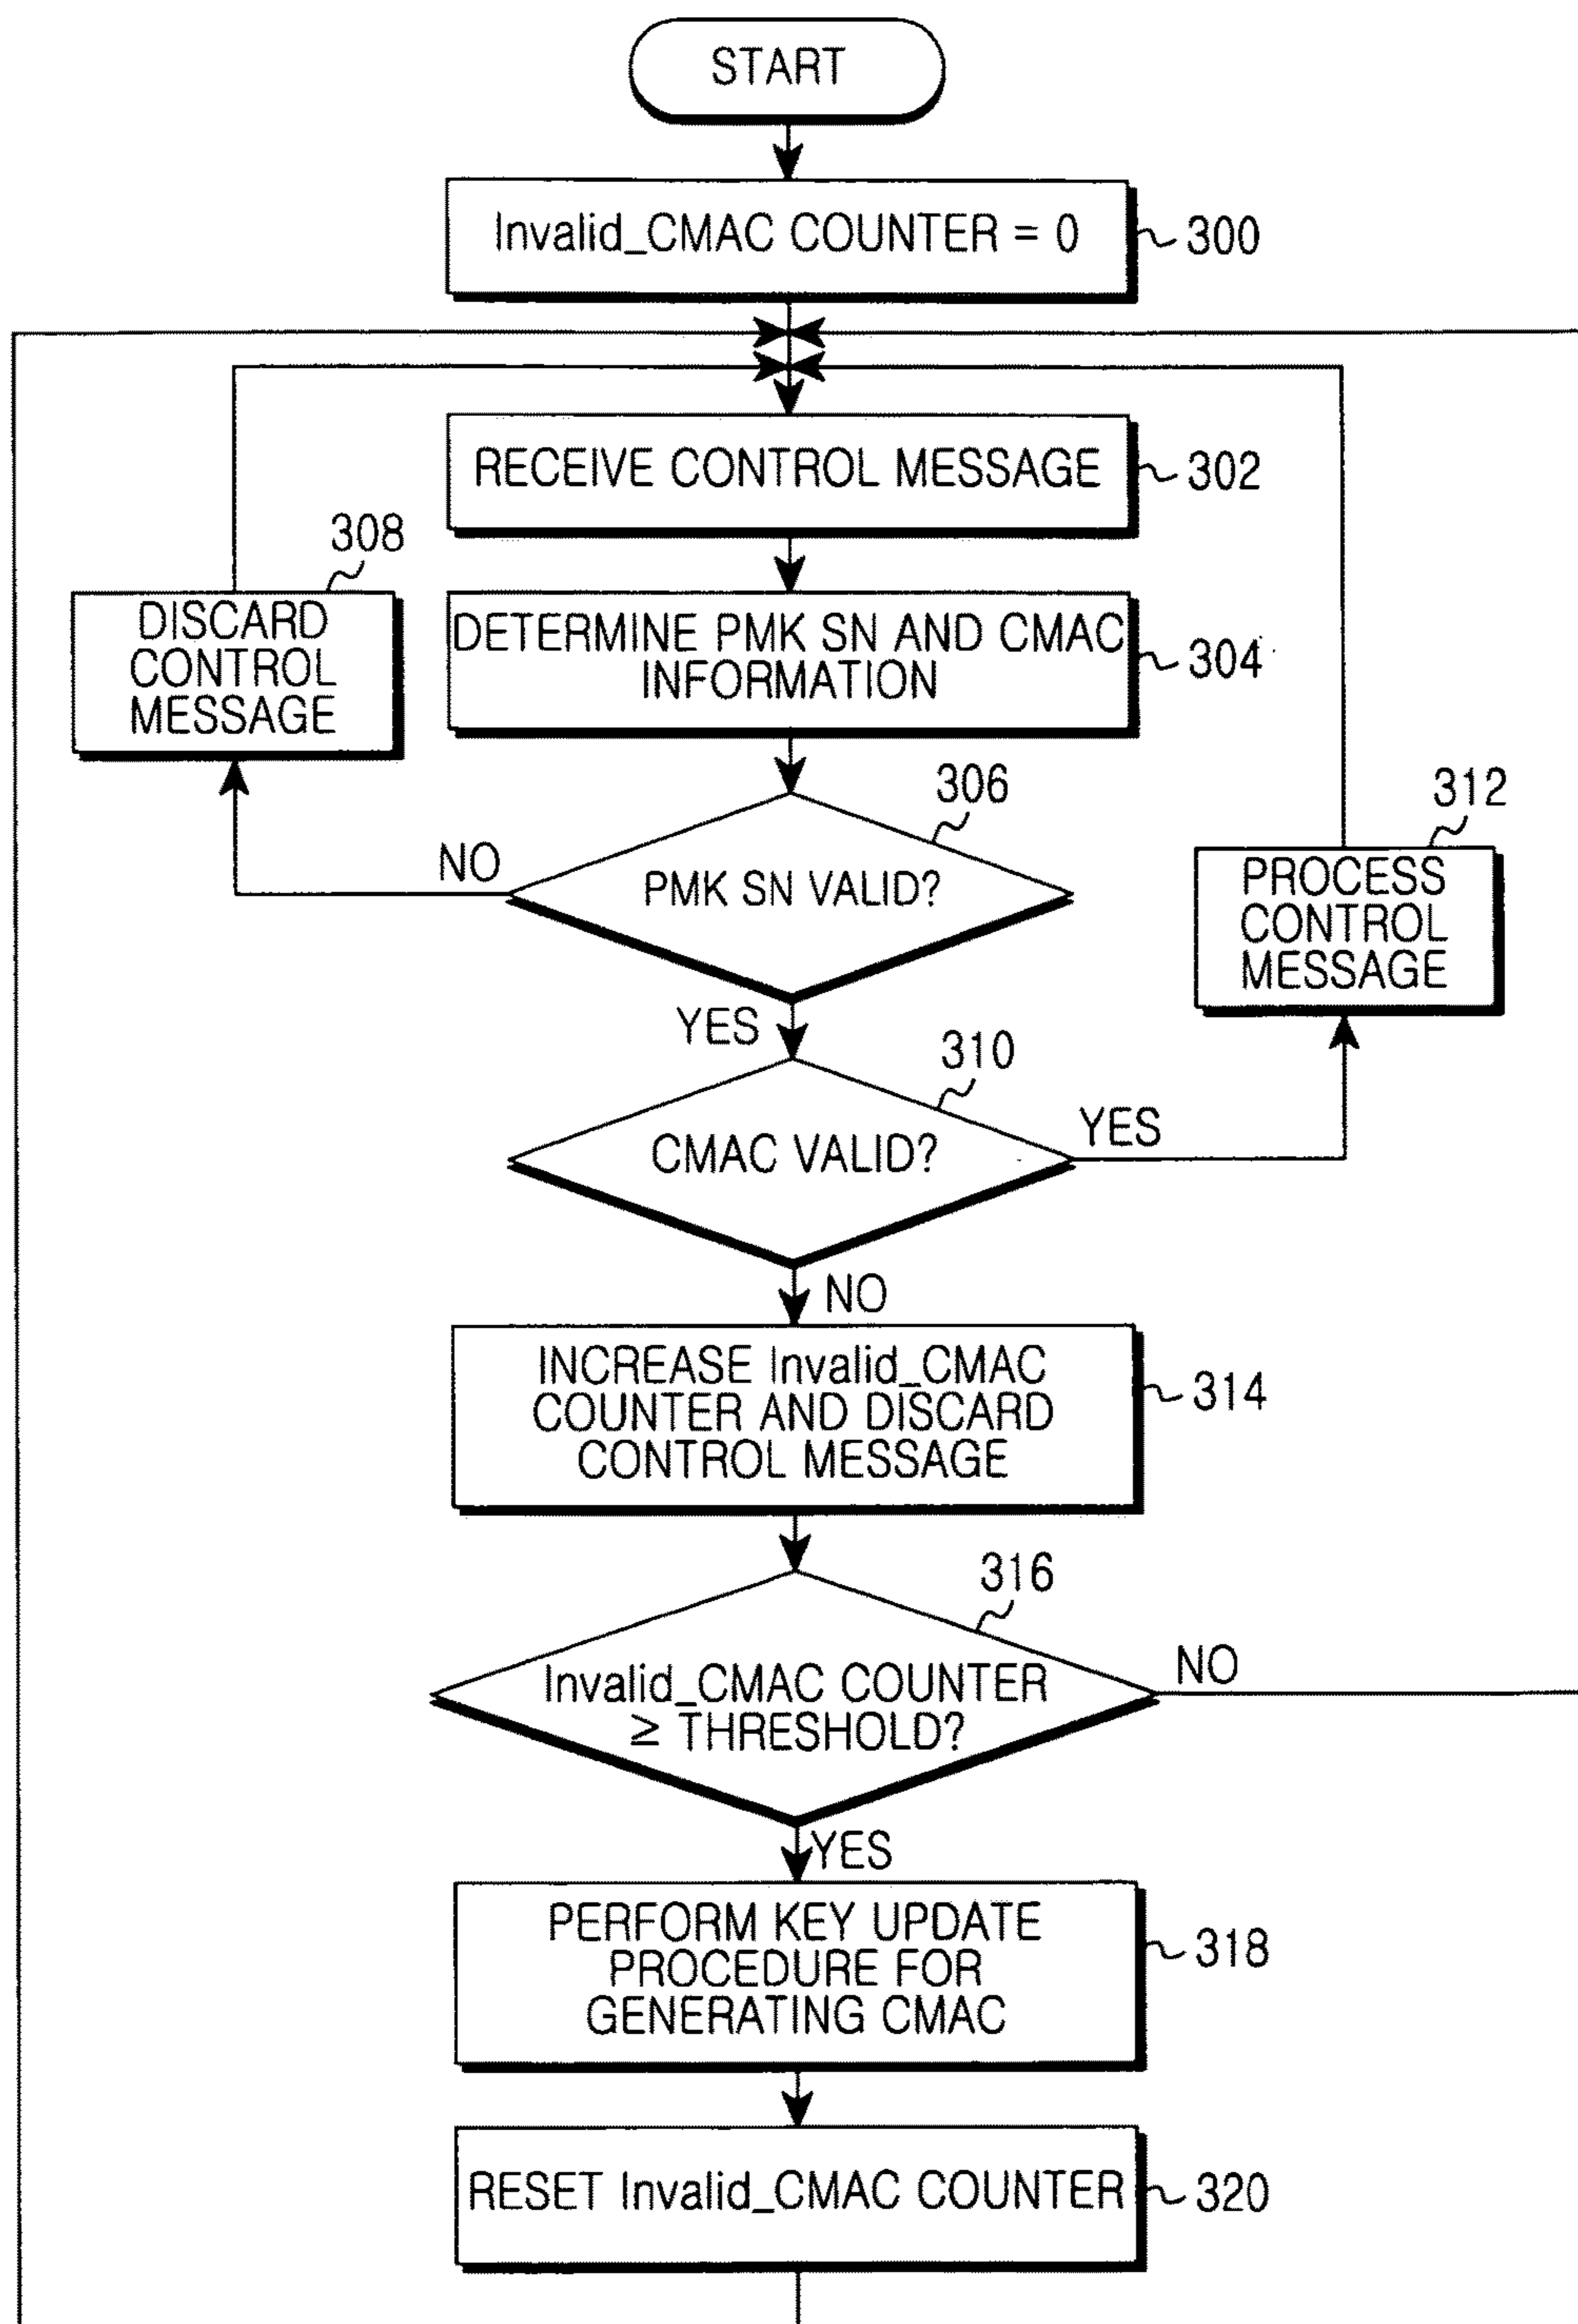 START
Invalid_CMAC COUNTER = 0
300
RECEIVE CONTROL MESSAGE
302
308
DISCARD
CONTROL
MESSAGE
DETERMINE PMK SN AND CMAC
INFORMATION
304
306
NO
PMK SN VALID?
312
PROCESS
CONTROL
MESSAGE
YES
310
CMAC VALID?
YES
NO
INCREASE Invalid_CMAC
COUNTER AND DISCARD
CONTROL MESSAGE
314
316
Invalid_CMAC COUNTER
≥ THRESHOLD?
NO
YES
PERFORM KEY UPDATE
PROCEDURE FOR
GENERATING CMAC
318
RESET Invalid_CMAC COUNTER
320